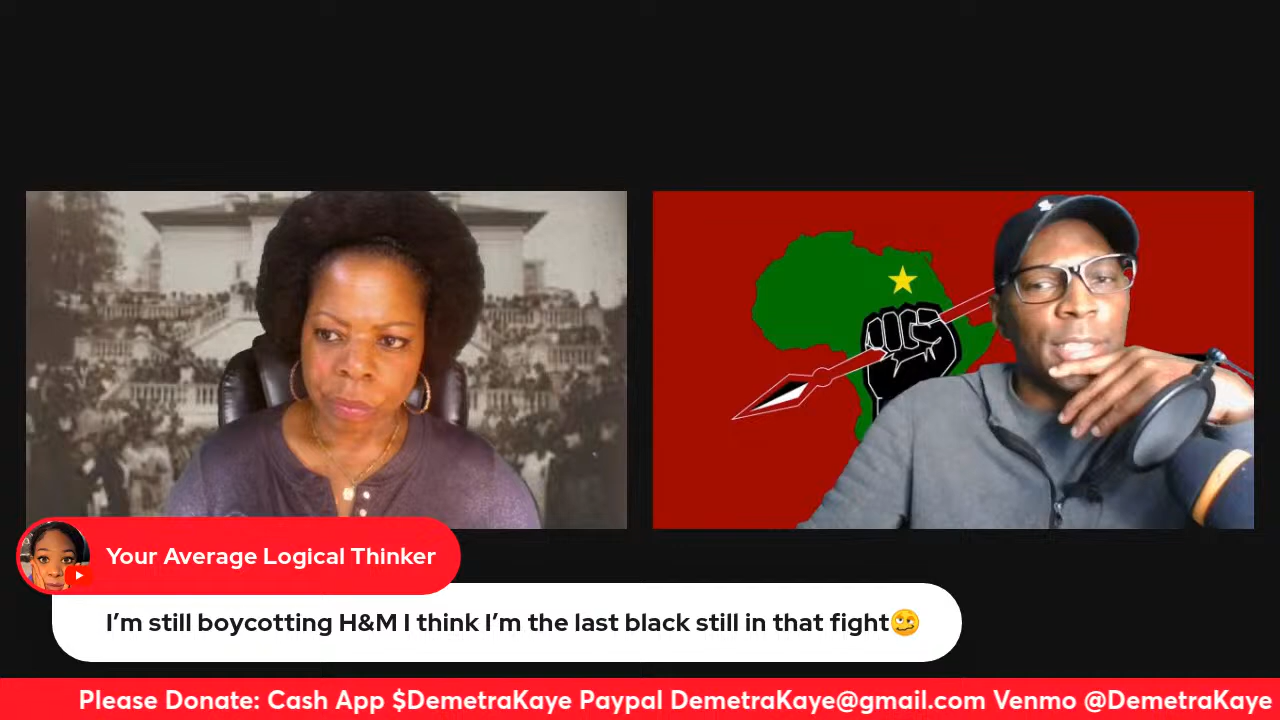 Your Average Logical Thinker
I’m still boycotting H&M I think I’m the last black still in that fight🥴
Please Donate: Cash App $DemetraKaye Paypal DemetraKaye@gmail.com Venmo @DemetraKaye